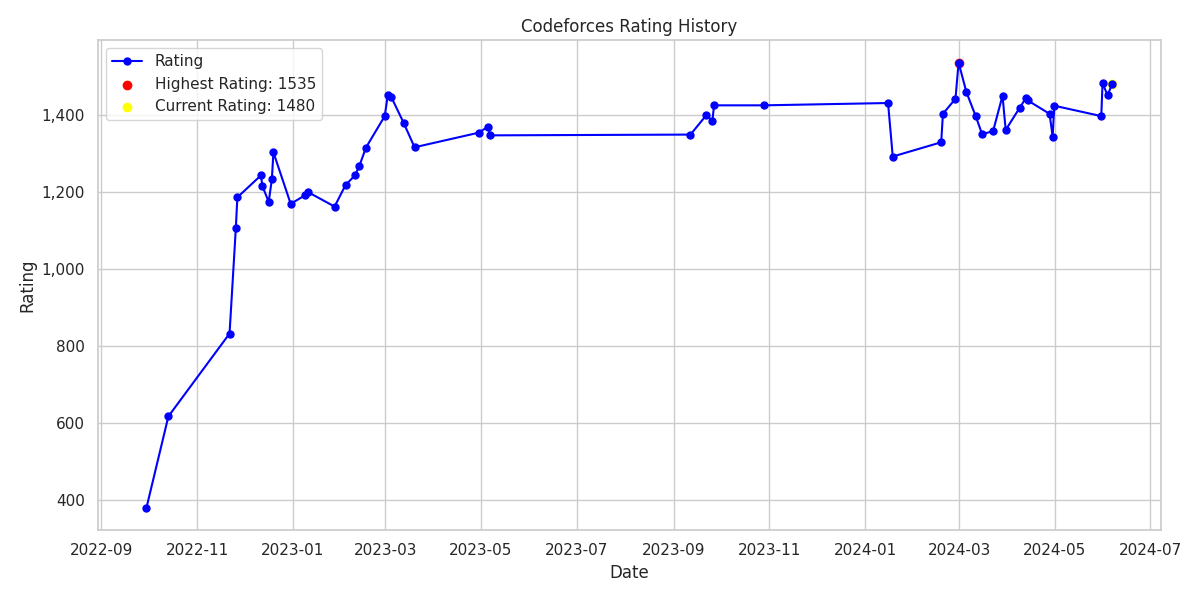 Codeforces Rating History
Rating
Highest Rating: 1535
Current Rating: 1480
Rating
1,400
1,200
1,000
800
600
400
2022-09 2022-11 2023-01 2023-03 2023-05 2023-07 2023-09 2023-11 2024-01 2024-03 2024-05 2024-07
Date